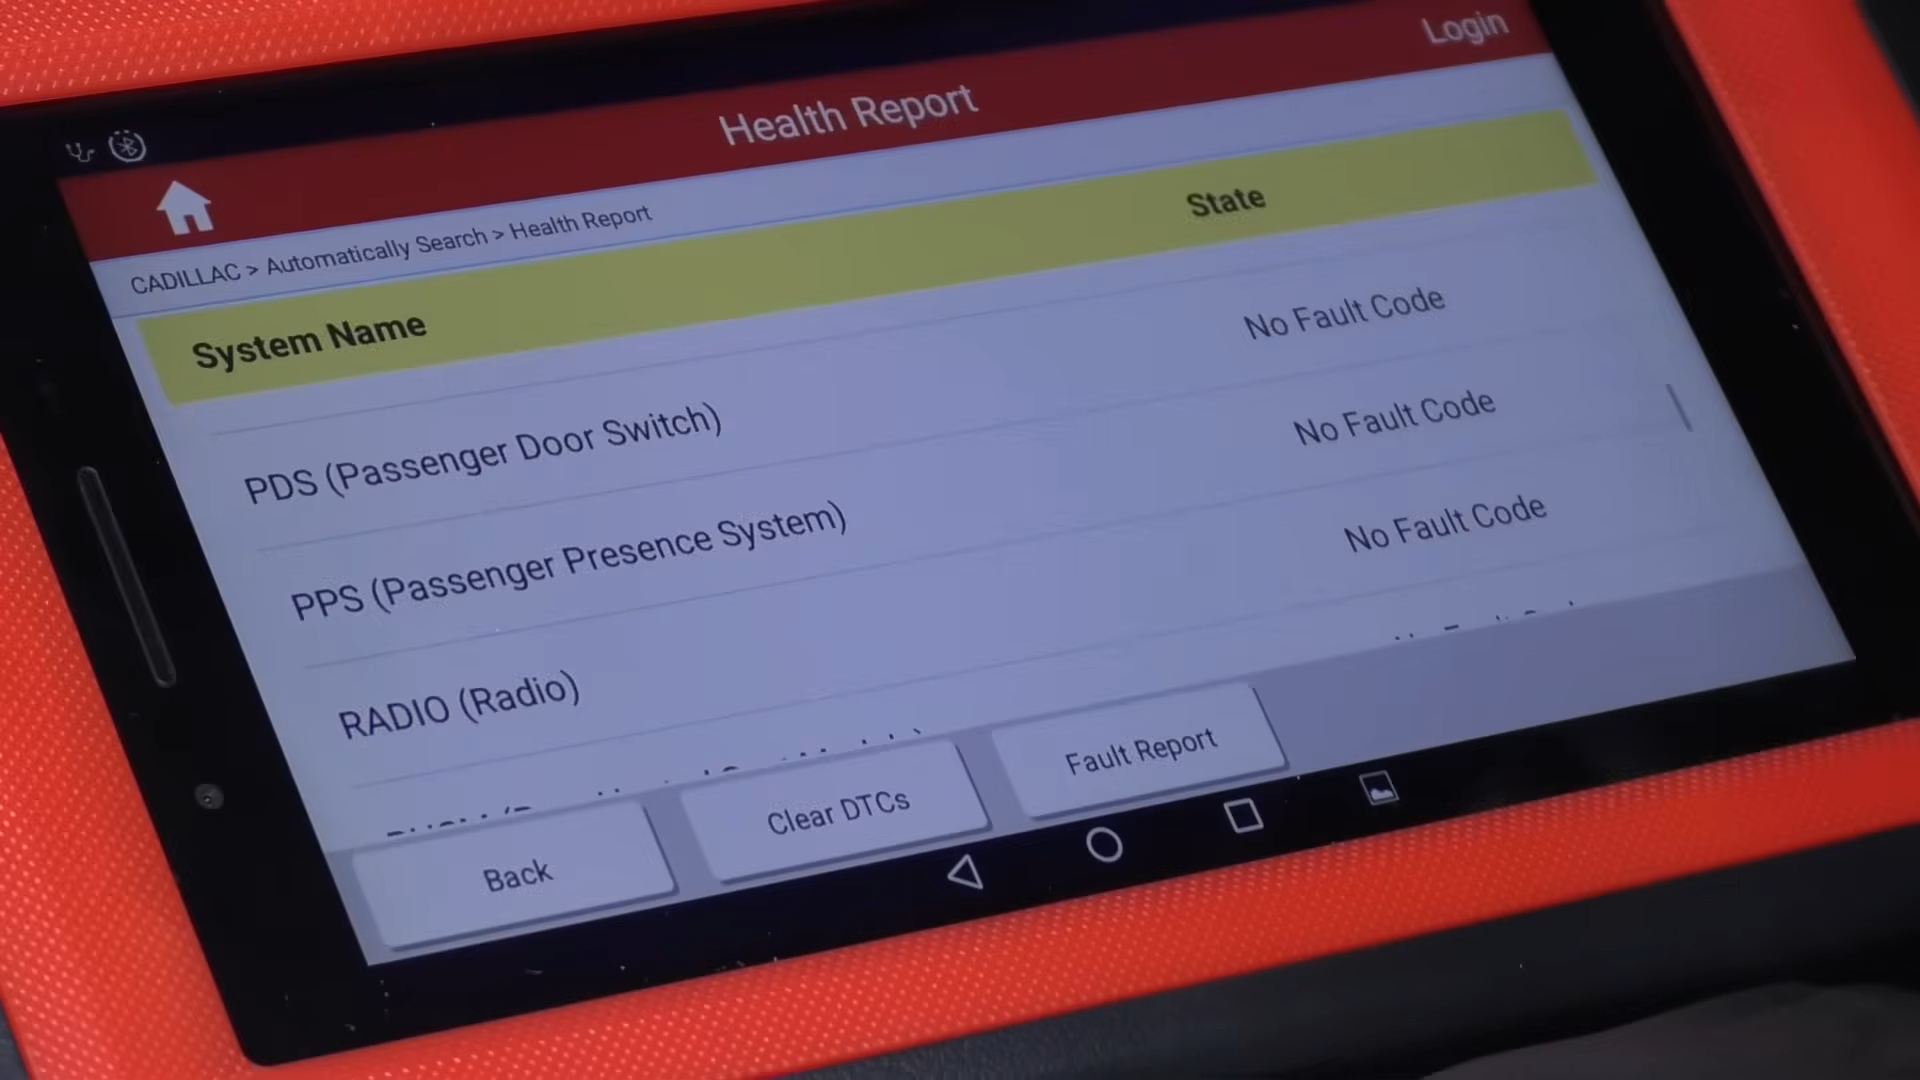 Login
Health Report
CADILLAC > Automatically Search > Health Report
System Name State
PDS (Passenger Door Switch) No Fault Code
PPS (Passenger Presence System) No Fault Code
RADIO (Radio) No Fault Code
Back Clear DTCs Fault Report